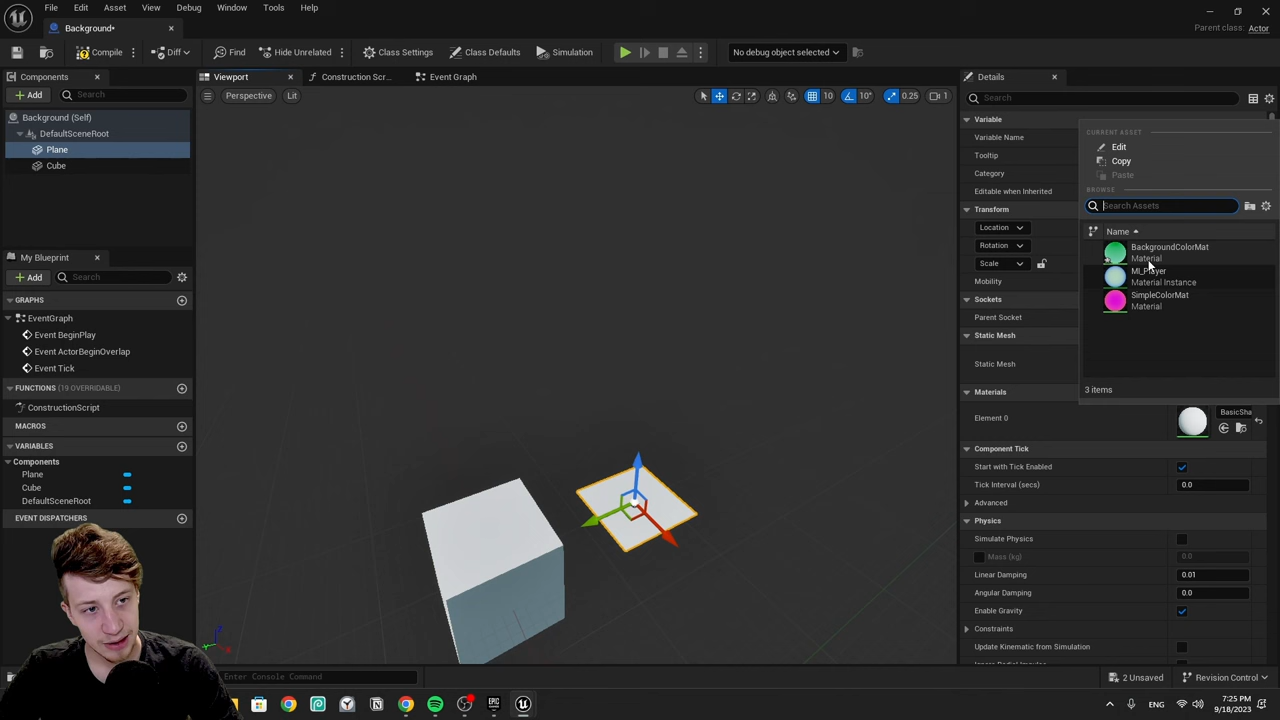 File Edit Asset View Debug Window Tools Help
Background*
Parent class: Actor
Compile Diff Find Hide Unrelated Class Settings Class Defaults Simulation No debug object selected
Components
Add Search
Background (Self)
DefaultSceneRoot
Plane
Cube
My Blueprint
Add Search
GRAPHS
EventGraph
Event BeginPlay
Event ActorBeginOverlap
Event Tick
FUNCTIONS (19 OVERRIDABLE)
ConstructionScript
MACROS
VARIABLES
Components
Plane
Cube
DefaultSceneRoot
EVENT DISPATCHERS
Viewport Construction Scr... Event Graph
Perspective Lit 10 10° 0.25 1
Details
Search
Variable
Variable Name
Tooltip
Category
Editable when Inherited
Transform
Location
Rotation
Scale
Mobility
Sockets
Parent Socket
Static Mesh
Static Mesh
Materials
Element 0 BasicSha
Component Tick
Start with Tick Enabled
Tick Interval (secs) 0.0
Advanced
Physics
Simulate Physics
Mass (kg) 0.0
Linear Damping 0.01
Angular Damping 0.0
Enable Gravity
Constraints
Update Kinematic from Simulation
CURRENT ASSET
Edit
Copy
Paste
BROWSE
Search Assets
Name
BackgroundColorMat
Material
MI_Player
Material Instance
SimpleColorMat
Material
3 items
Enter Console Command
2 Unsaved Revision Control
ENG 7:25 PM
9/18/2023